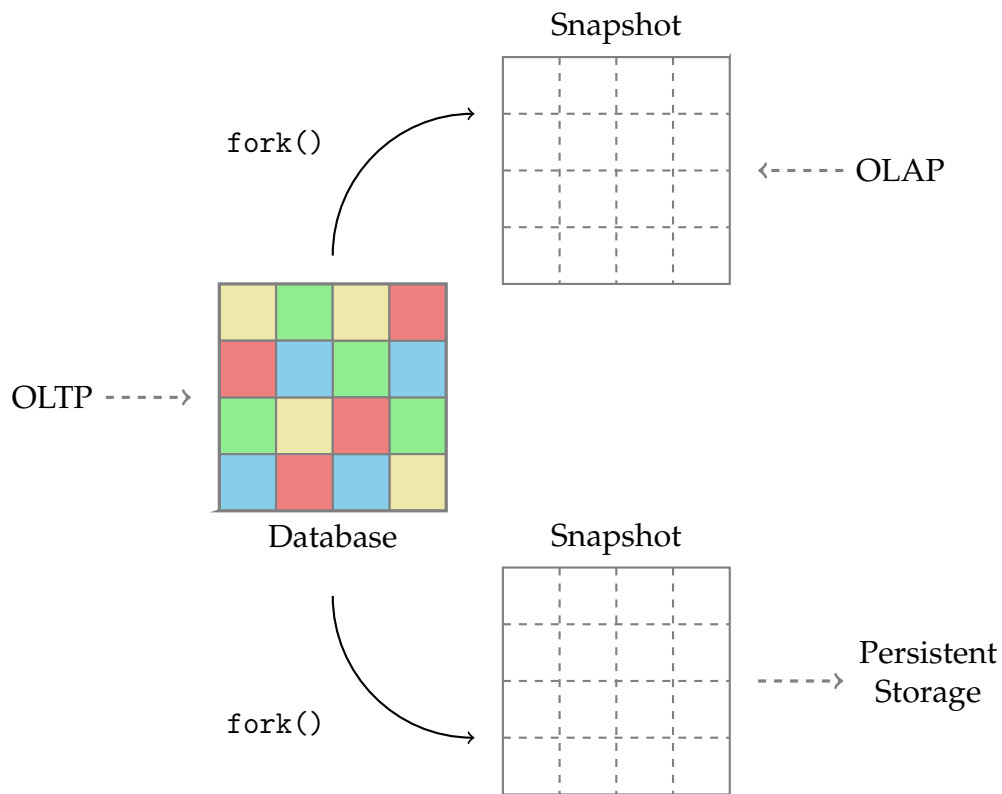 Snapshot
fork()
OLAP
OLTP
Database
Snapshot
Persistent
Storage
fork()